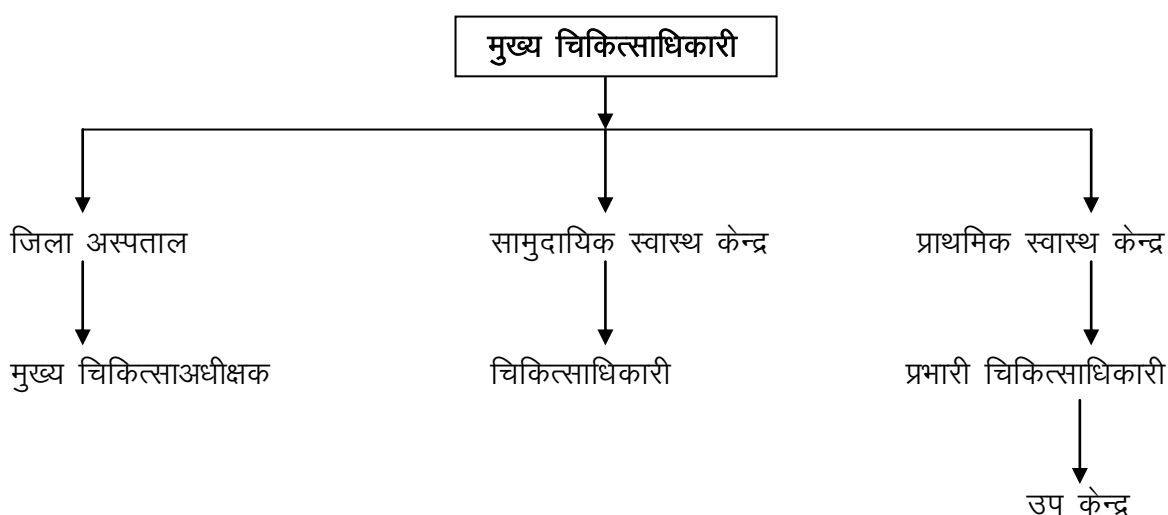 मुख्य चिकित्साधिकारी
जिला अस्पताल सामुदायिक स्वास्थ केन्द्र प्राथमिक स्वास्थ केन्द्र
मुख्य चिकित्साअधीक्षक चिकित्साधिकारी प्रभारी चिकित्साधिकारी
उप केन्द्र